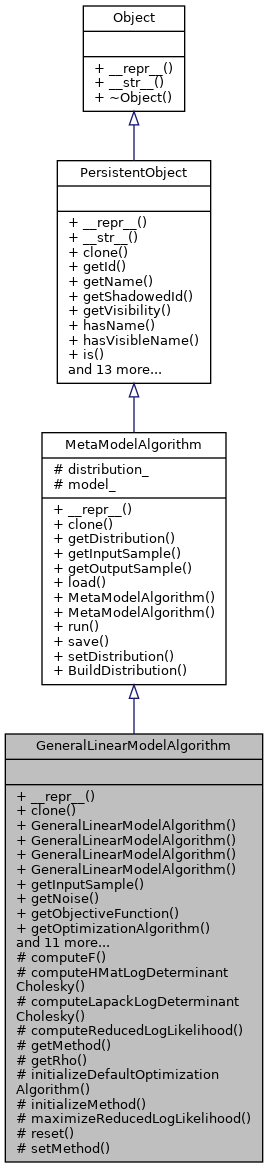 Object
+ __repr__()
+ __str__()
+ ~Object()
PersistentObject
+ __repr__()
+ __str__()
+ clone()
+ getId()
+ getName()
+ getShadowedId()
+ getVisibility()
+ hasName()
+ hasVisibleName()
+ is()
and 13 more...
MetaModelAlgorithm
# distribution_
# model_
+ __repr__()
+ clone()
+ getDistribution()
+ getInputSample()
+ getOutputSample()
+ load()
+ MetaModelAlgorithm()
+ MetaModelAlgorithm()
+ run()
+ save()
+ setDistribution()
+ BuildDistribution()
GeneralLinearModelAlgorithm
+ __repr__()
+ clone()
+ GeneralLinearModelAlgorithm()
+ GeneralLinearModelAlgorithm()
+ GeneralLinearModelAlgorithm()
+ GeneralLinearModelAlgorithm()
+ getInputSample()
+ getNoise()
+ getObjectiveFunction()
+ getOptimizationAlgorithm()
and 11 more...
# computeF()
# computeHMatLogDeterminant
Cholesky()
# computeLapackLogDeterminant
Cholesky()
# computeReducedLogLikelihood()
# getMethod()
# getRho()
# initializeDefaultOptimization
Algorithm()
# initializeMethod()
# maximizeReducedLogLikelihood()
# reset()
# setMethod()